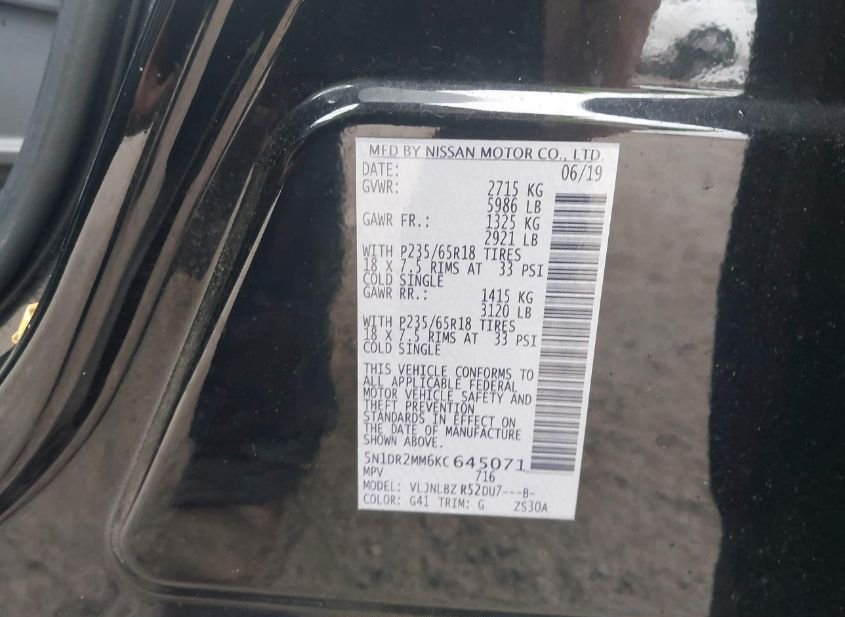 MFD BY NISSAN MOTOR CO., LTD.
DATE: 06/19
GVWR: 2715 KG
5986 LB
GAWR FR.: 1325 KG
2921 LB
WITH P235/65R18 TIRES
18 X 7.5 RIMS AT 33 PSI
COLD SINGLE
GAWR RR.: 1415 KG
3120 LB
WITH P235/65R18 TIRES
18 X 7.5 RIMS AT 33 PSI
COLD SINGLE
THIS VEHICLE CONFORMS TO
ALL APPLICABLE FEDERAL
MOTOR VEHICLE SAFETY AND
THEFT PREVENTION
STANDARDS IN EFFECT ON
THE DATE OF MANUFACTURE
SHOWN ABOVE.
5N1DR2MM6KC645071
MPV 716
MODEL: VLJNLBZ R52DU7---B-
COLOR: G41 TRIM: G ZS30A